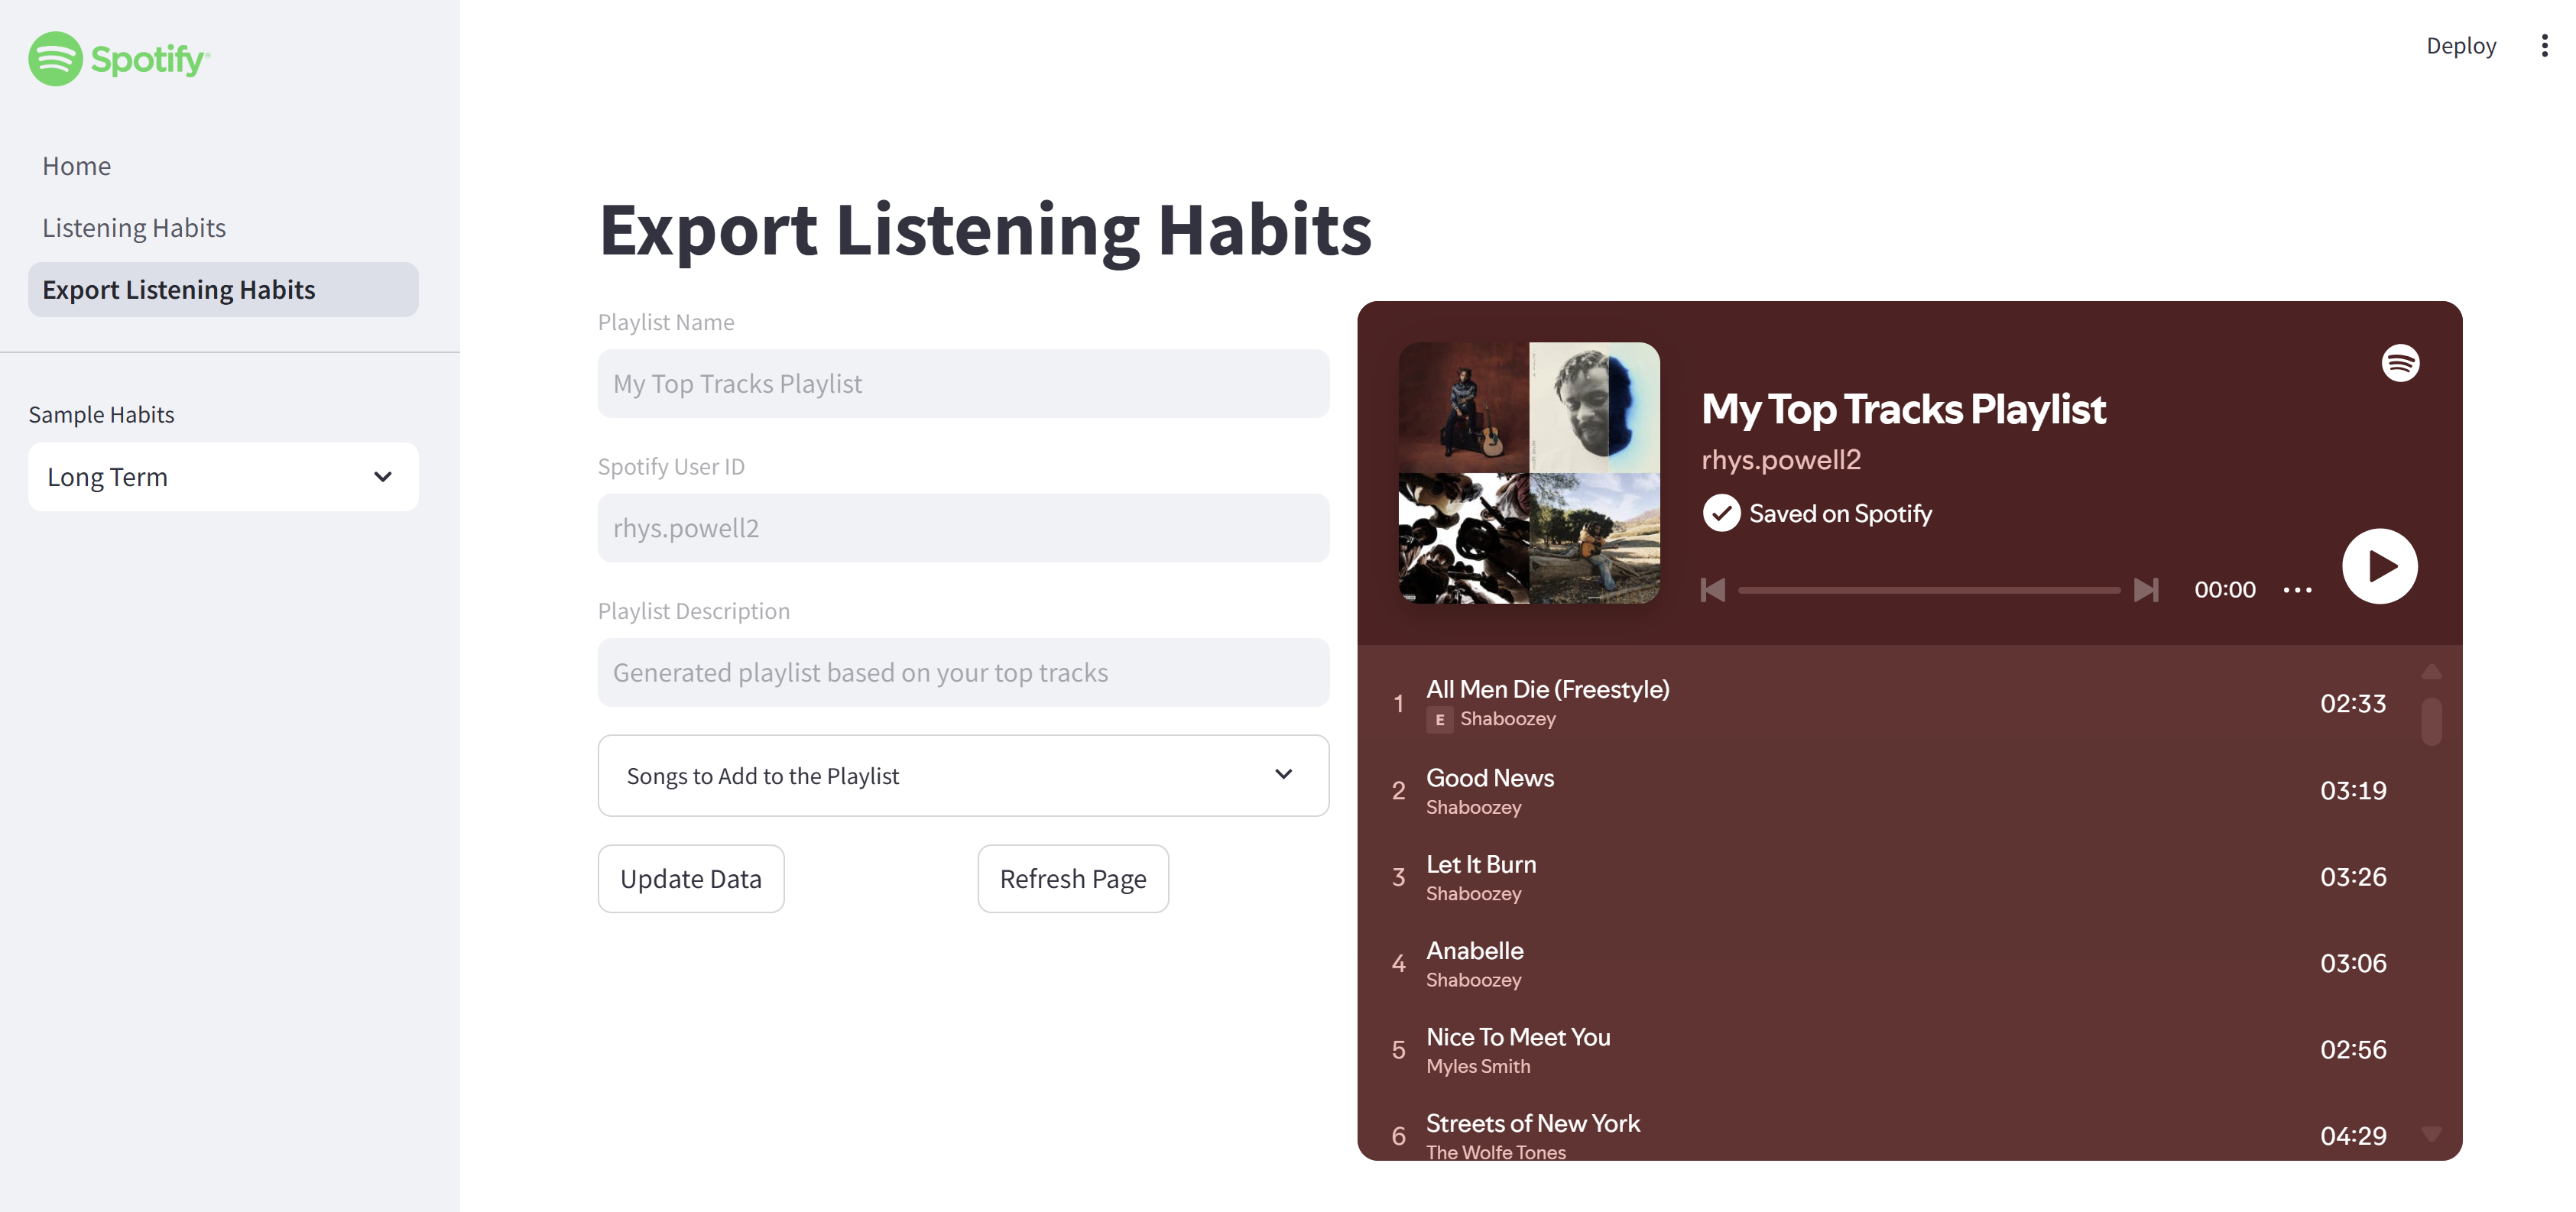 Spotify
Home
Listening Habits
Export Listening Habits
Sample Habits
Long Term
Deploy
Export Listening Habits
Playlist Name
My Top Tracks Playlist
Spotify User ID
rhys.powell2
Playlist Description
Generated playlist based on your top tracks
Songs to Add to the Playlist
Update Data
Refresh Page
My Top Tracks Playlist
rhys.powell2
Saved on Spotify
00:00
1 All Men Die (Freestyle) 02:33
E Shaboozey
2 Good News 03:19
Shaboozey
3 Let It Burn 03:26
Shaboozey
4 Anabelle 03:06
Shaboozey
5 Nice To Meet You 02:56
Myles Smith
6 Streets of New York 04:29
The Wolfe Tones